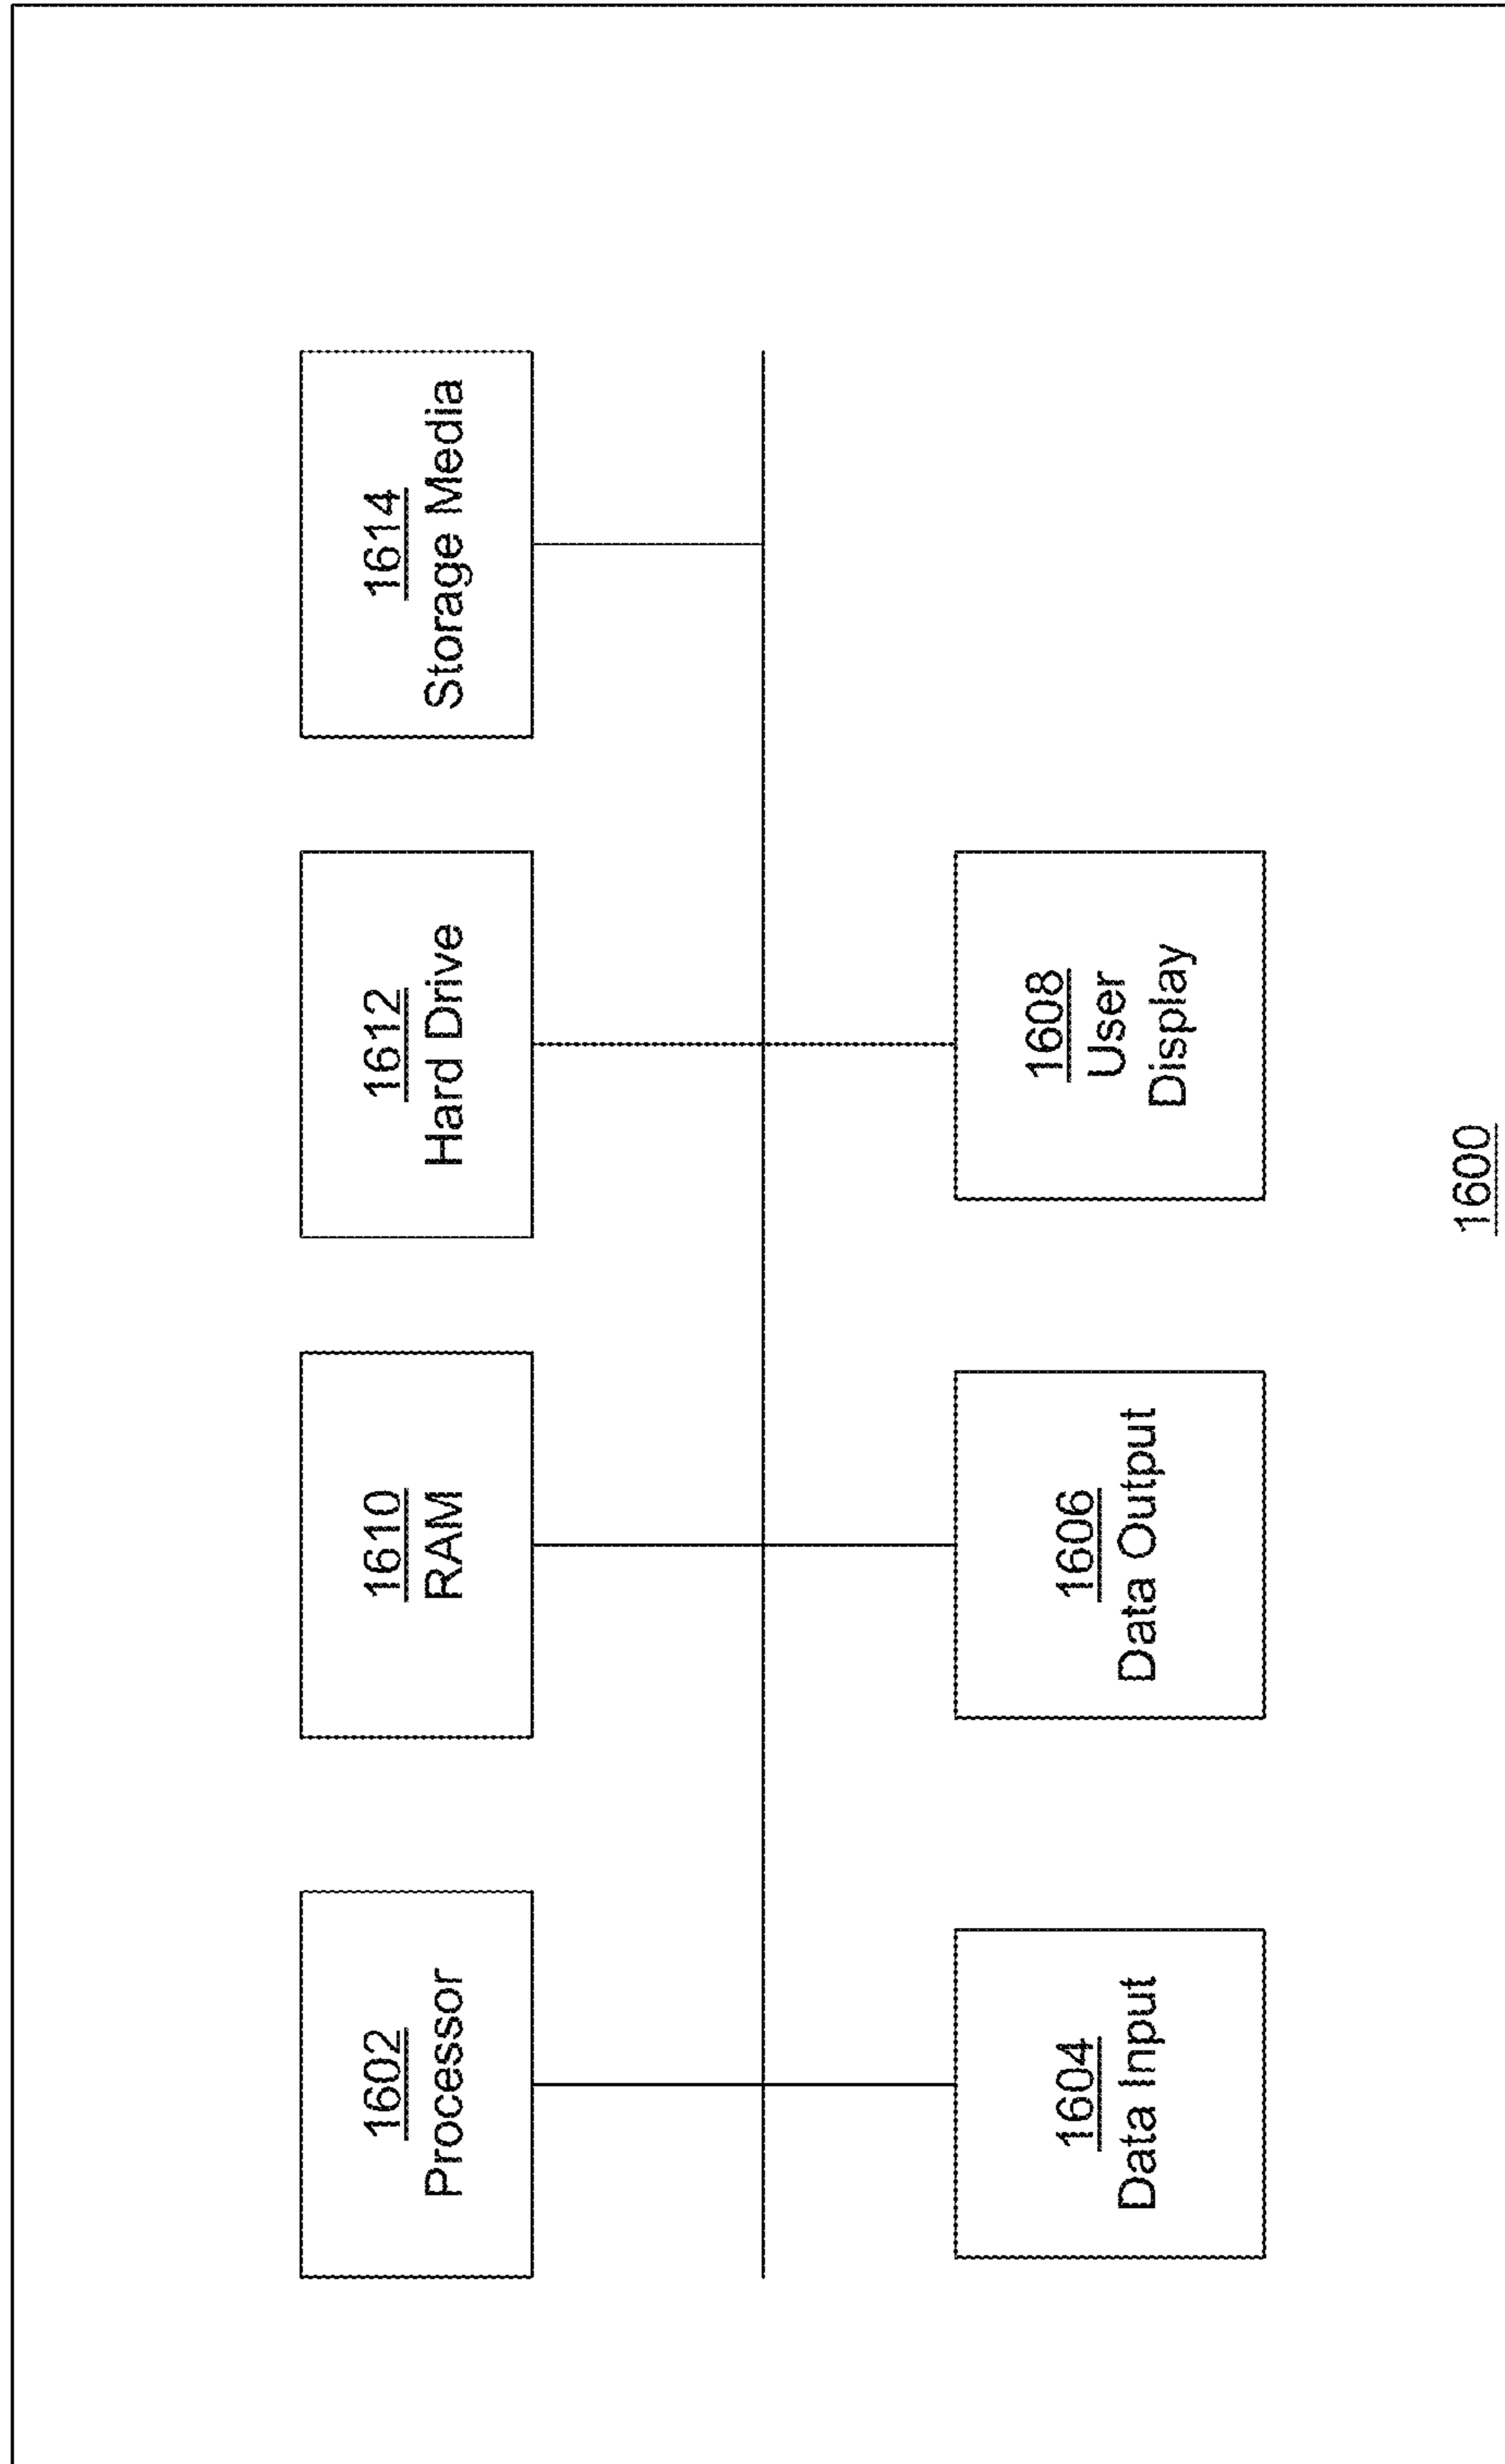 1602
Processor
1610
RAM
1612
Hard Drive
1614
Storage Media
1604
Data Input
1606
Data Output
1608
User
Display
1600